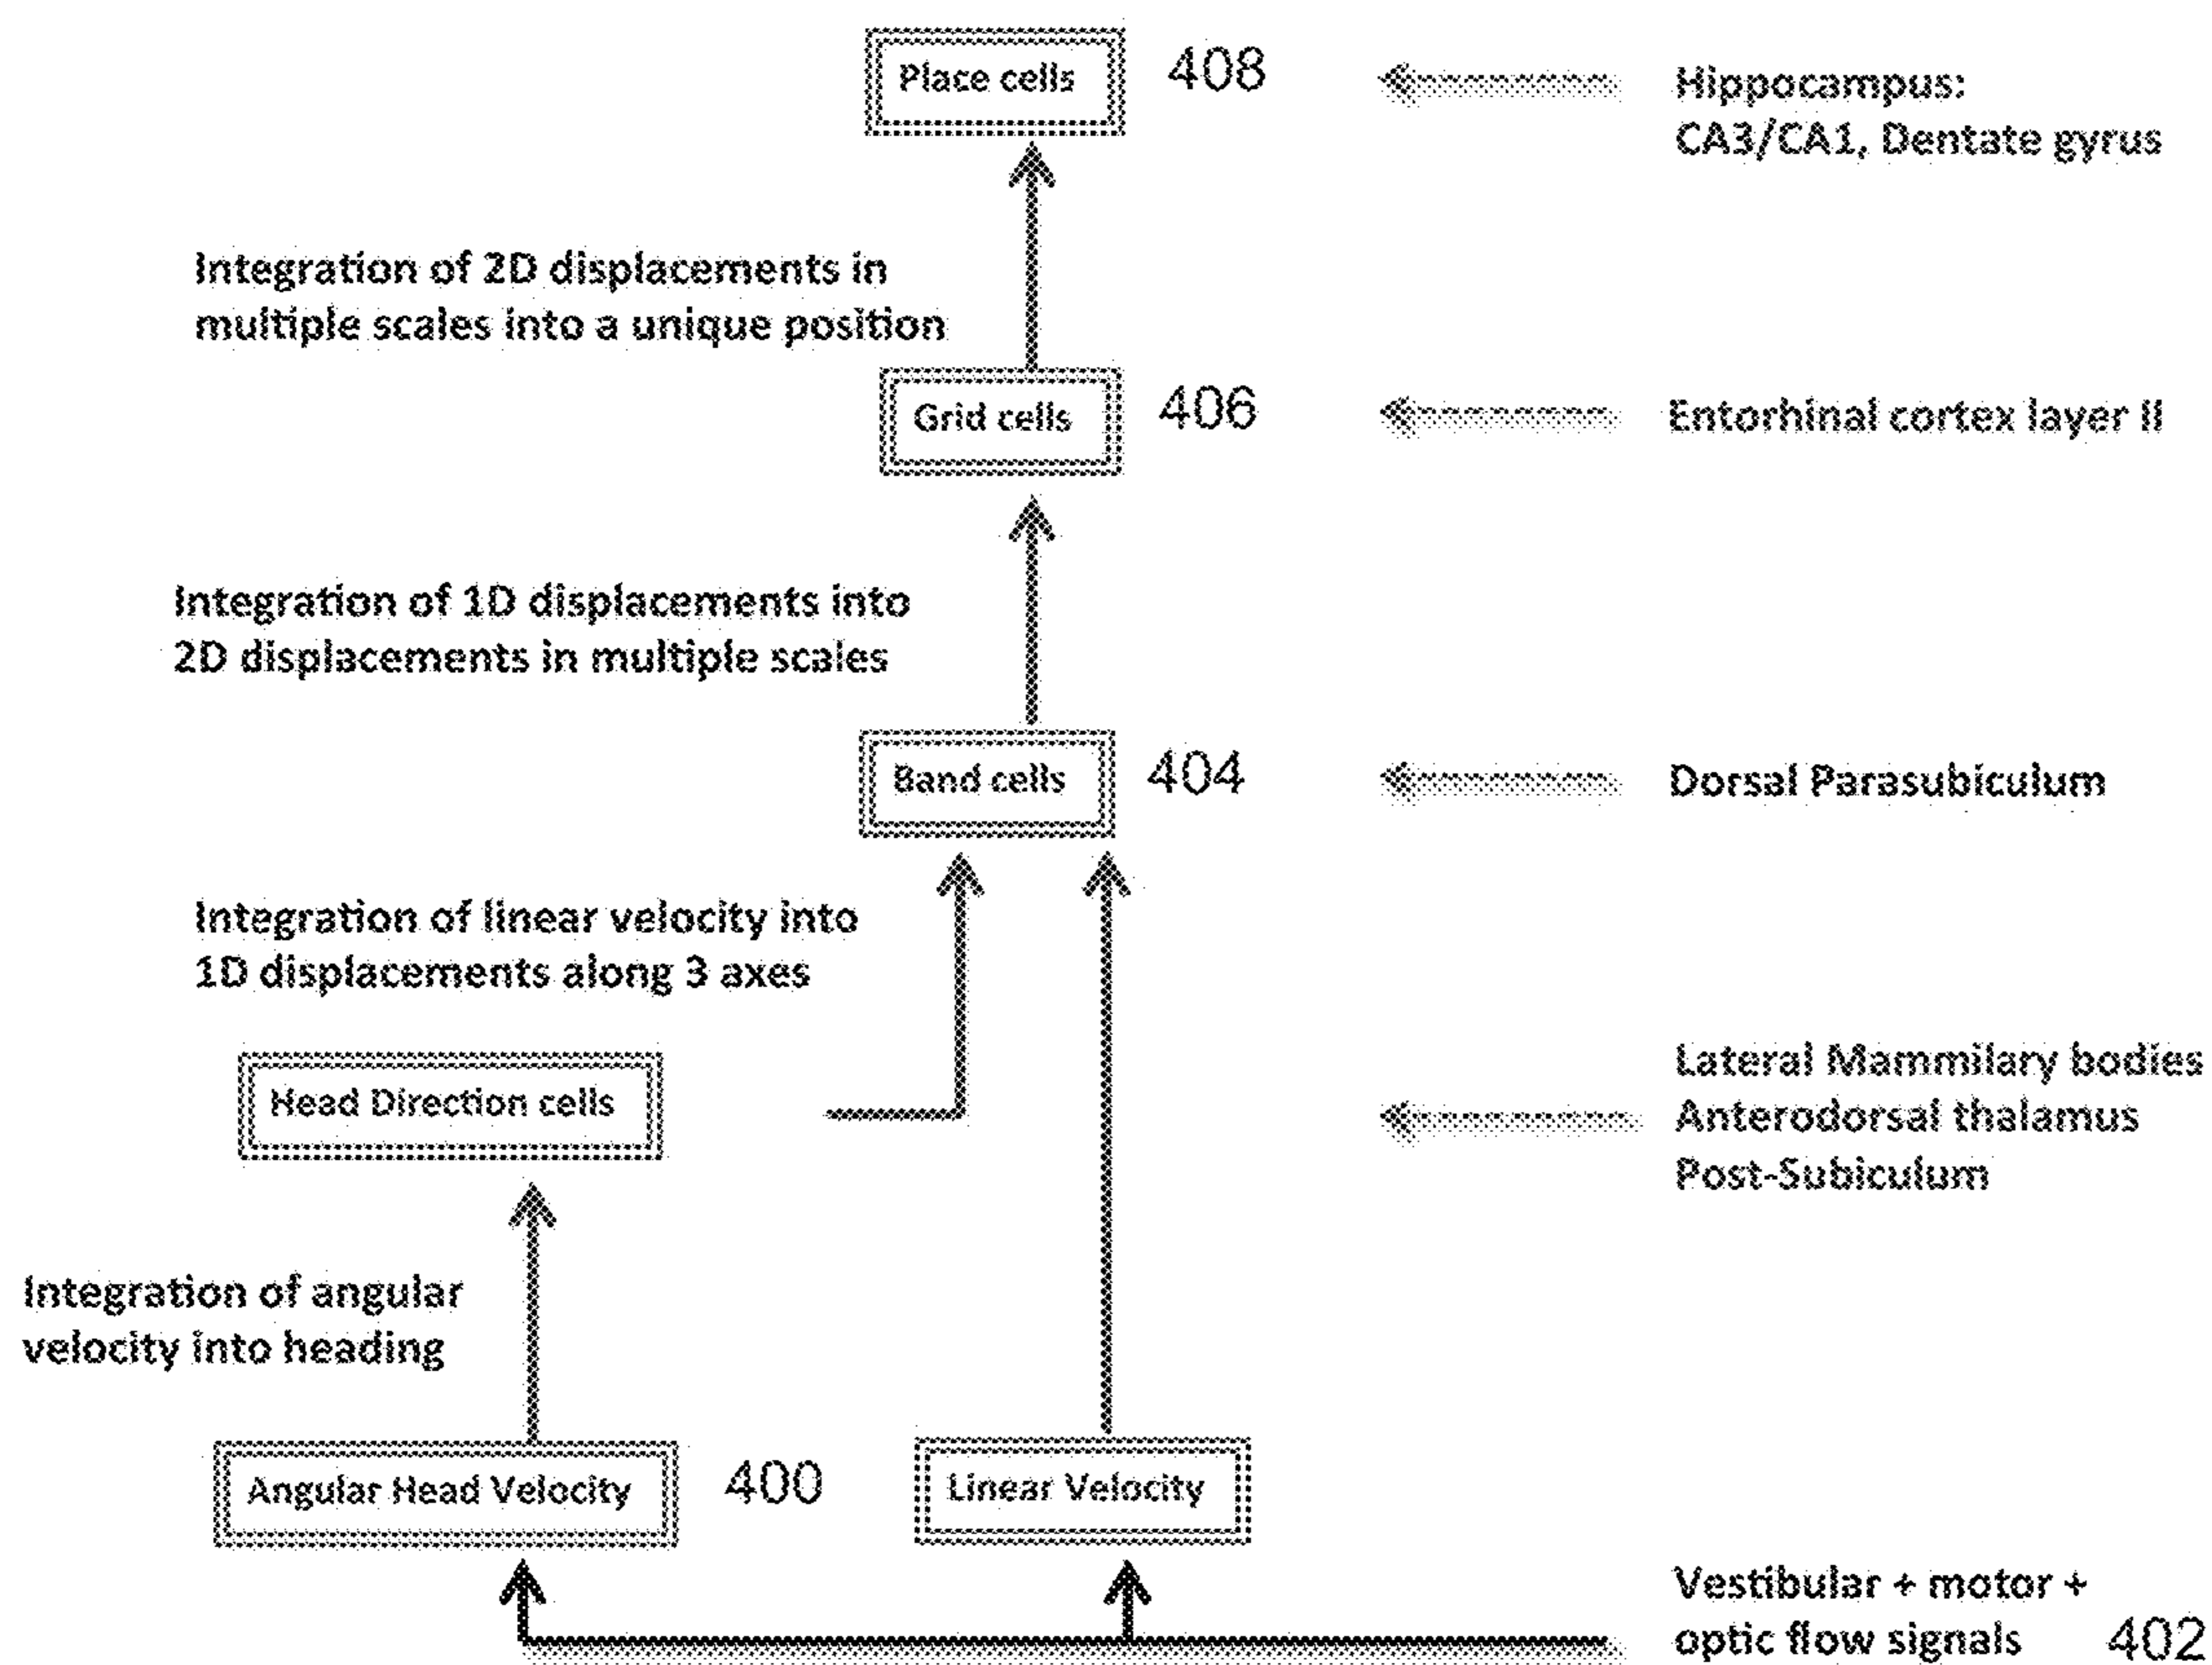 Place cells
408
Hippocampus:
CA3/CA1, Dentate gyrus
Integration of 2D displacements in
multiple scales into a unique position
Grid cells
406
Entorhinal cortex layer II
Integration of 1D displacements into
2D displacements in multiple scales
Band cells
404
Dorsal Parasubiculum
Integration of linear velocity into
1D displacements along 3 axes
Head Direction cells
Lateral Mammilary bodies
Anterodorsal thalamus
Post-Subiculum
Integration of angular
velocity into heading
Angular Head Velocity
400
Linear Velocity
Vestibular + motor +
optic flow signals
402